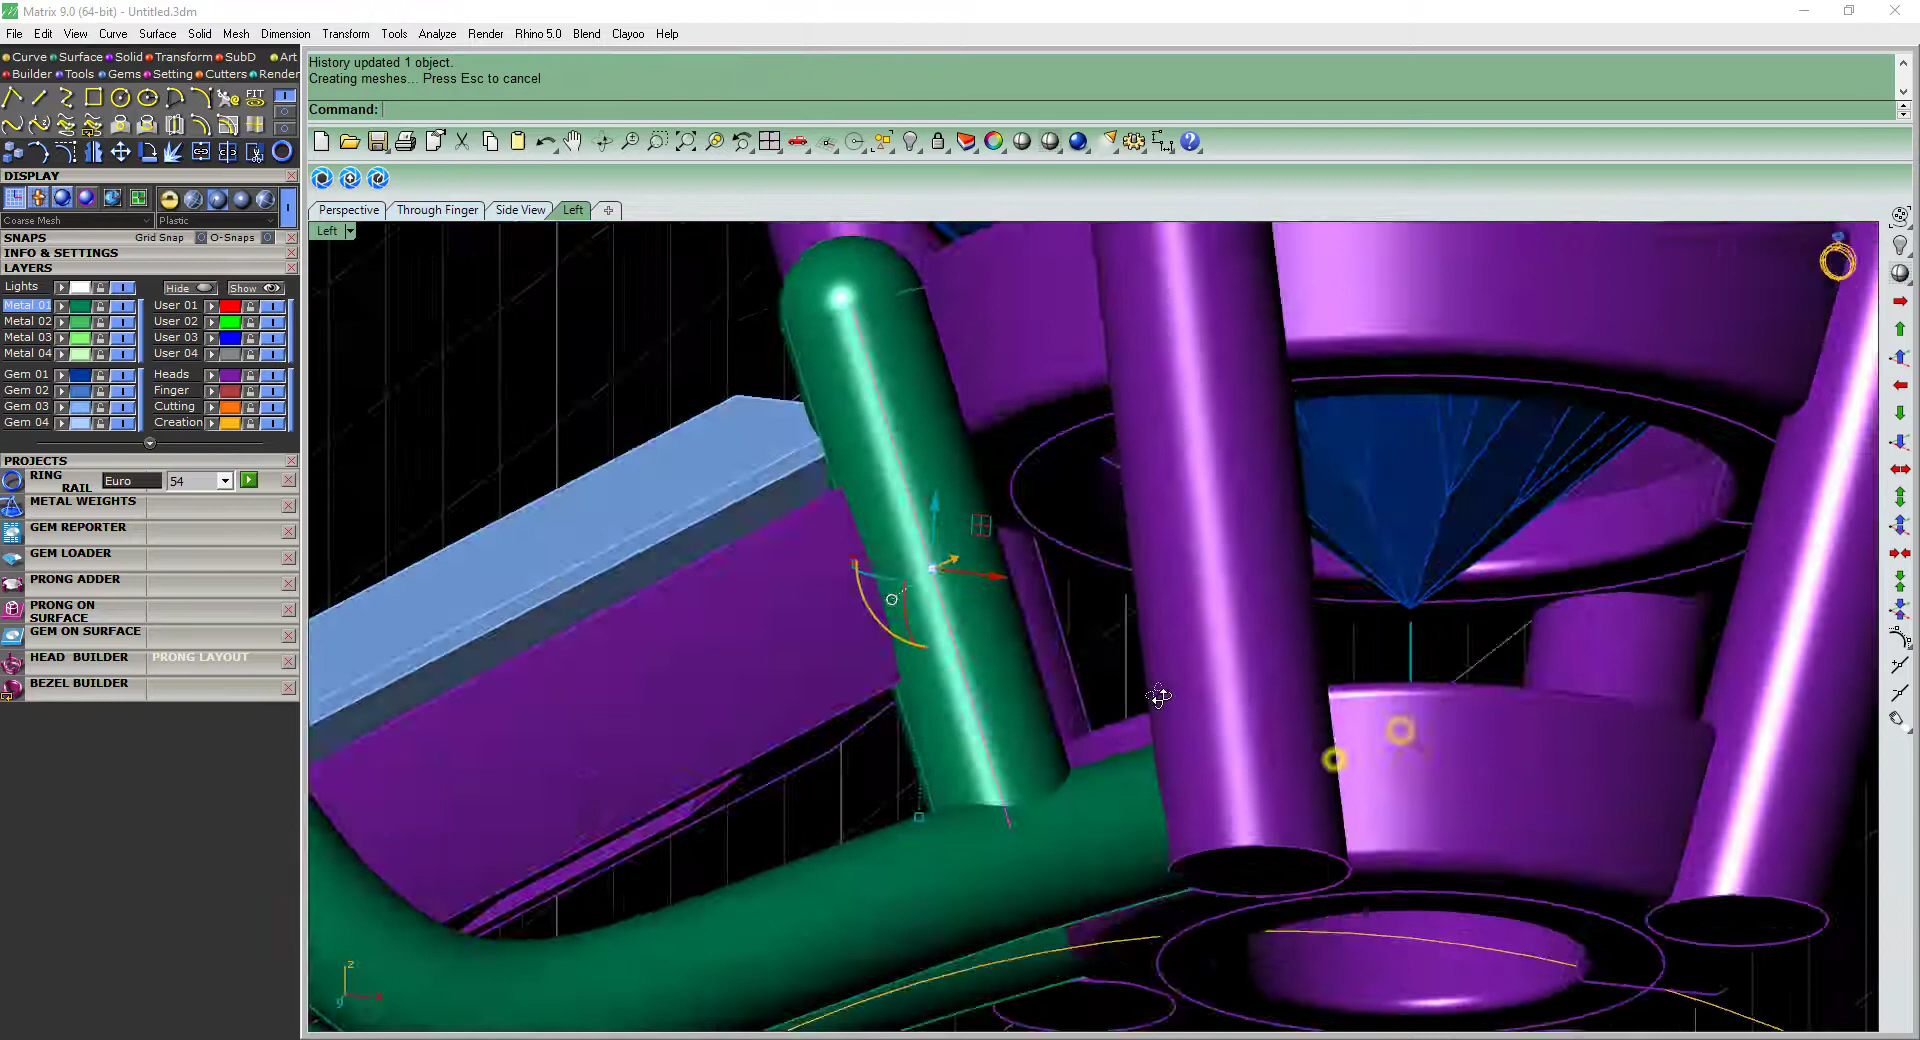 Matrix 9.0 (64-bit) - Untitled.3dm
File Edit View Curve Surface Solid Mesh Dimension Transform Tools Analyze Render Rhino 5.0 Blend Clayoo Help
Curve Surface Solid Transform SubD Art
Builder Tools Gems Setting Cutters Render
FIT
DISPLAY
Coarse Mesh Plastic
SNAPS Grid Snap O-Snaps
INFO & SETTINGS
LAYERS
Lights Hide Show
Metal 01 User 01
Metal 02 User 02
Metal 03 User 03
Metal 04 User 04
Gem 01 Heads
Gem 02 Finger
Gem 03 Cutting
Gem 04 Creation
PROJECTS
RING RAIL Euro 54
METAL WEIGHTS
GEM REPORTER
GEM LOADER
PRONG ADDER
PRONG ON SURFACE
GEM ON SURFACE
HEAD BUILDER PRONG LAYOUT
BEZEL BUILDER
History updated 1 object.
Creating meshes... Press Esc to cancel
Command:
Perspective Through Finger Side View Left
Left
z
x
y